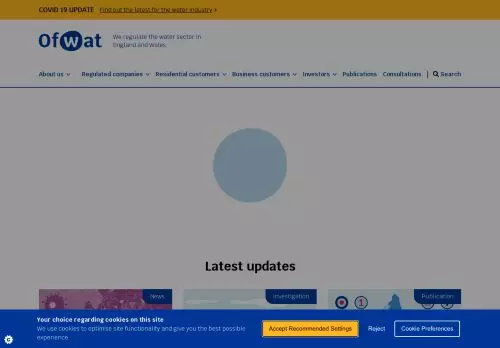 COVID 19 UPDATE Find out the latest for the water industry ›
Ofwat
We regulate the water sector in
England and Wales
About us Regulated companies Residential customers Business customers Investors Publications Consultations Search
Latest updates
News Investigation Publication
Your choice regarding cookies on this site
We use cookies to optimise site functionality and give you the best possible
experience
Accept Recommended Settings Reject Cookie Preferences